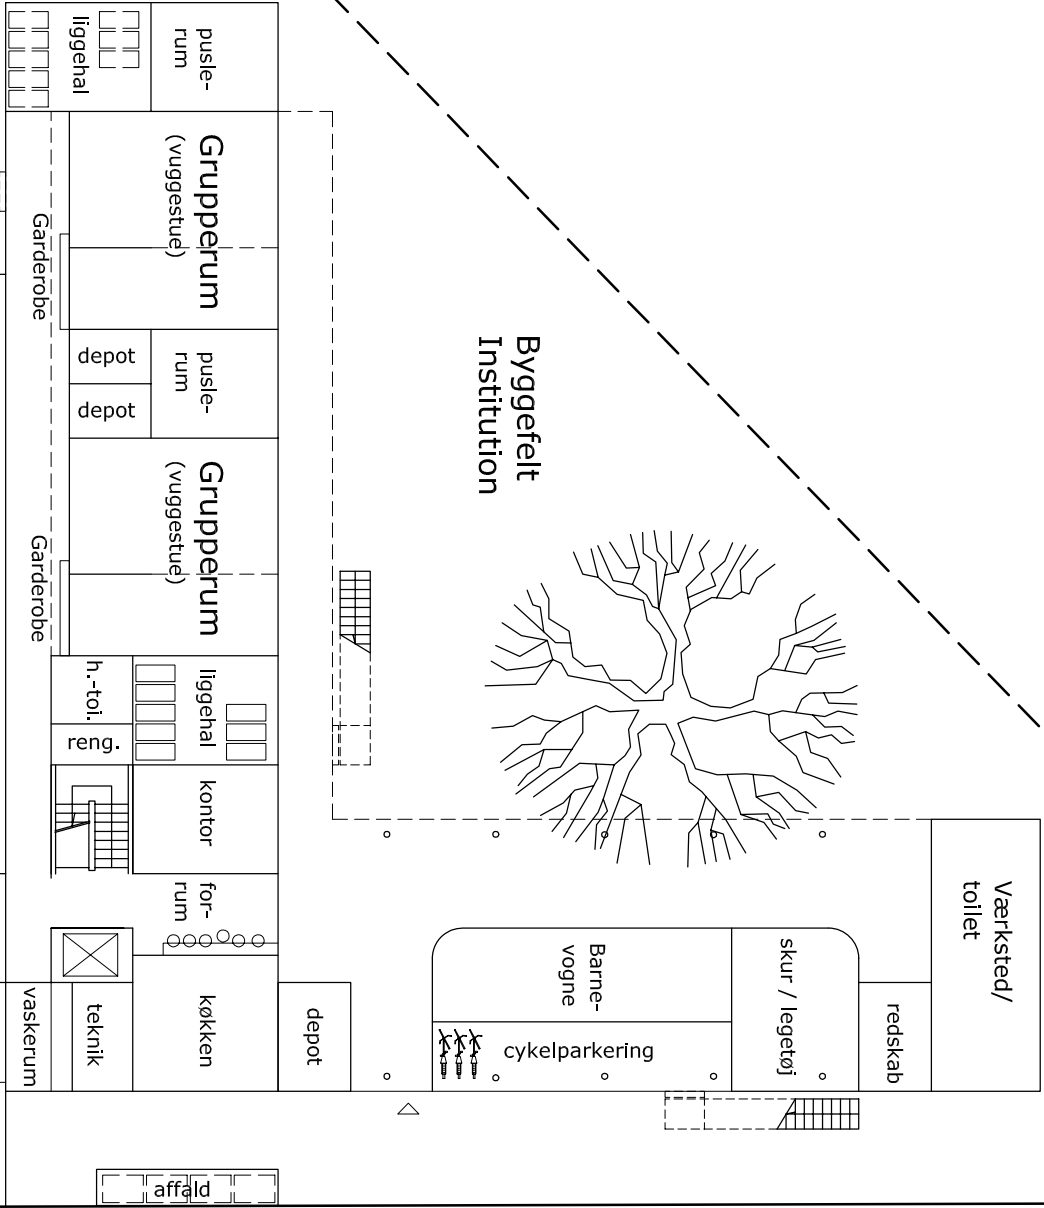 liggehal
pusle-
rum
Grupperum
(vuggestue)
Garderobe
depot
depot
pusle-
rum
Byggefelt
Institution
Grupperum
(vuggestue)
Garderobe
h.-toi.
reng.
liggehal
kontor
for-
rum
Værksted/
toilet
Barne-
vogne
skur / legetøj
vaskerum
teknik
køkken
depot
cykelparkering
redskab
affald